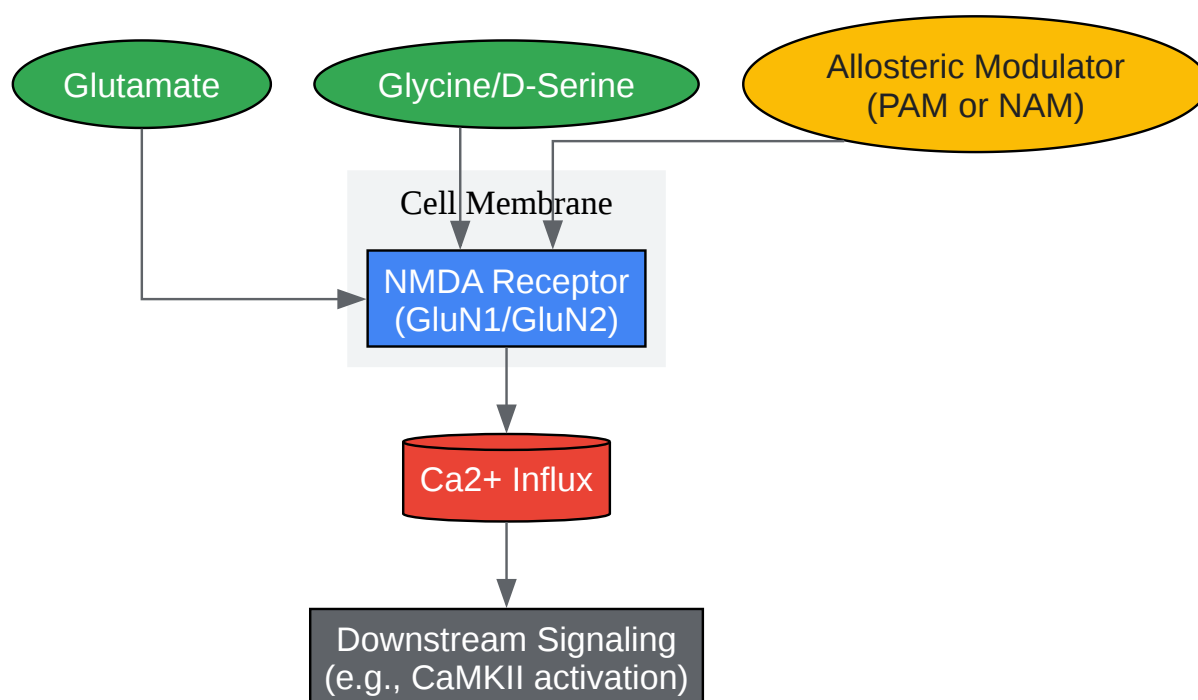 Glutamate
Glycine/D-Serine
Allosteric Modulator
(PAM or NAM)
Cell Membrane
NMDA Receptor
(GluN1/GluN2)
Ca2+ Influx
Downstream Signaling
(e.g., CaMKII activation)